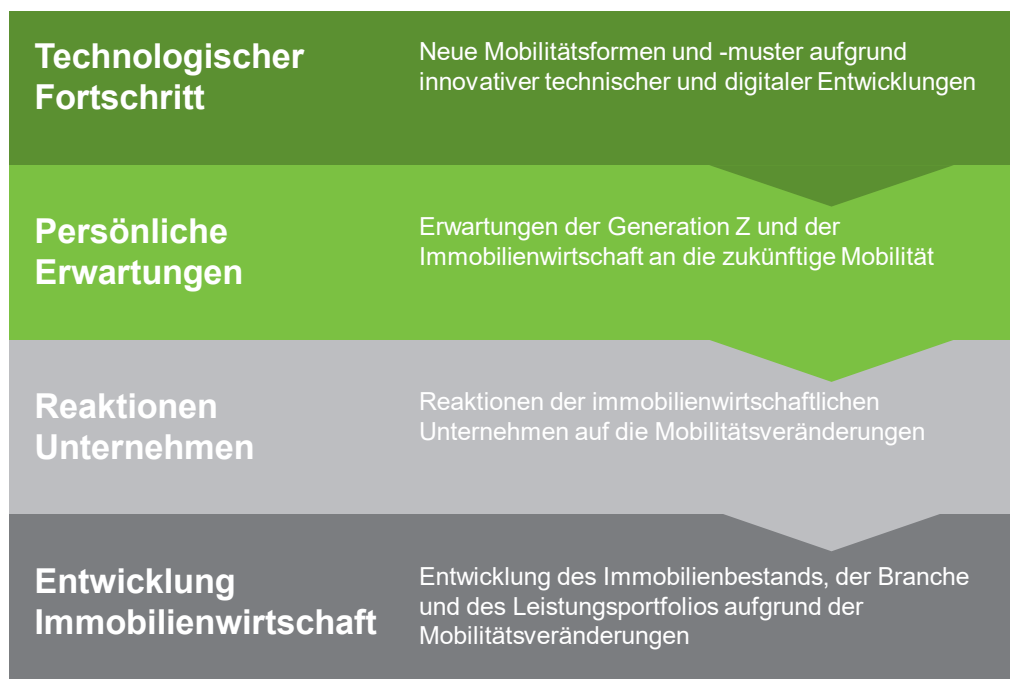 Technologischer
Fortschritt
Neue Mobilitätsformen und -muster aufgrund
innovativer technischer und digitaler Entwicklungen
Persönliche
Erwartungen
Erwartungen der Generation Z und der
Immobilienwirtschaft an die zukünftige Mobilität
Reaktionen
Unternehmen
Reaktionen der immobilienwirtschaftlichen
Unternehmen auf die Mobilitätsveränderungen
Entwicklung
Immobilienwirtschaft
Entwicklung des Immobilienbestands, der Branche
und des Leistungsportfolios aufgrund der
Mobilitätsveränderungen